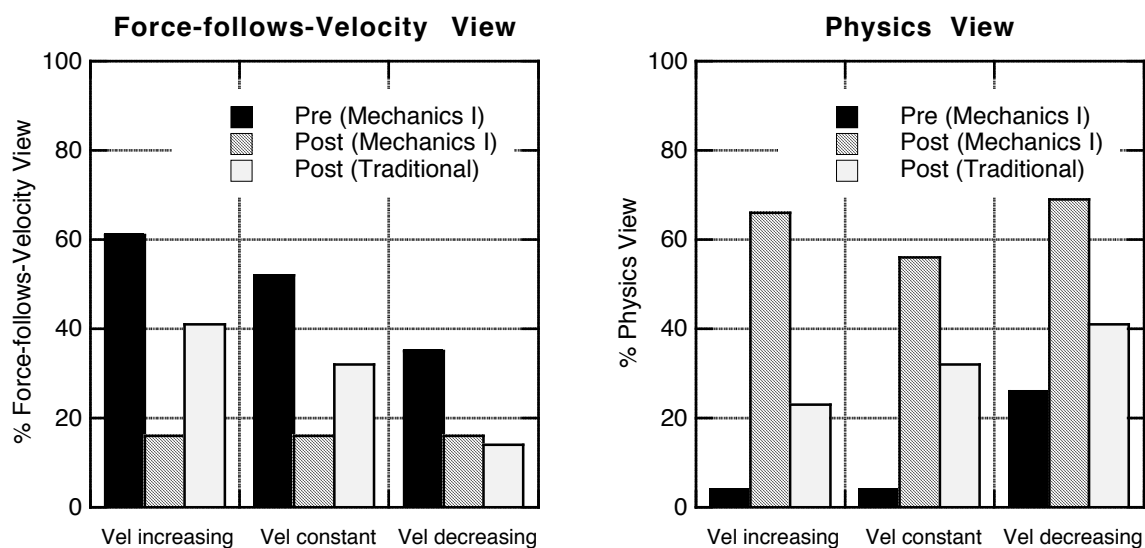 Force-follows-Velocity View
% Force-follows-Velocity View
100
80
60
40
20
0
Pre (Mechanics I)
Post (Mechanics I)
Post (Traditional)
Vel increasing Vel constant Vel decreasing
Physics View
% Physics View
100
80
60
40
20
0
Pre (Mechanics I)
Post (Mechanics I)
Post (Traditional)
Vel increasing Vel constant Vel decreasing